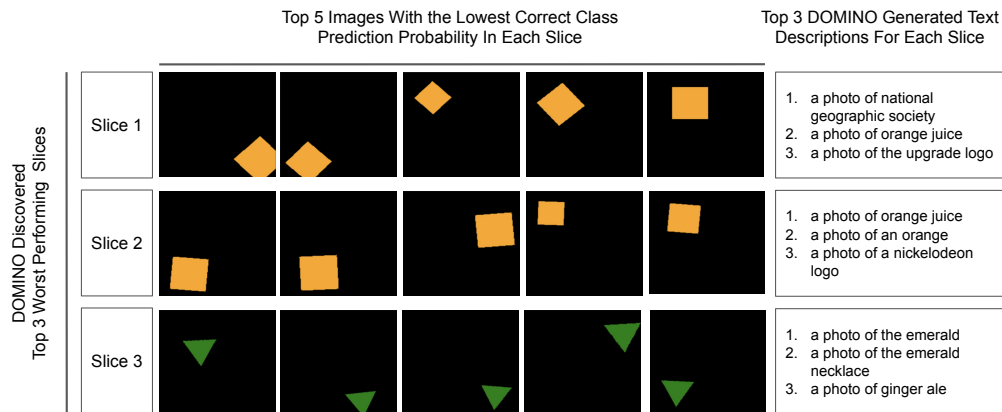 Top 5 Images With the Lowest Correct Class
Prediction Probability In Each Slice
Top 3 DOMINO Generated Text
Descriptions For Each Slice
DOMINO Discovered
Top 3 Worst Performing Slices
Slice 1
1. a photo of national
geographic society
2. a photo of orange juice
3. a photo of the upgrade logo
Slice 2
1. a photo of orange juice
2. a photo of an orange
3. a photo of a nickelodeon
logo
Slice 3
1. a photo of the emerald
2. a photo of the emerald
necklace
3. a photo of ginger ale